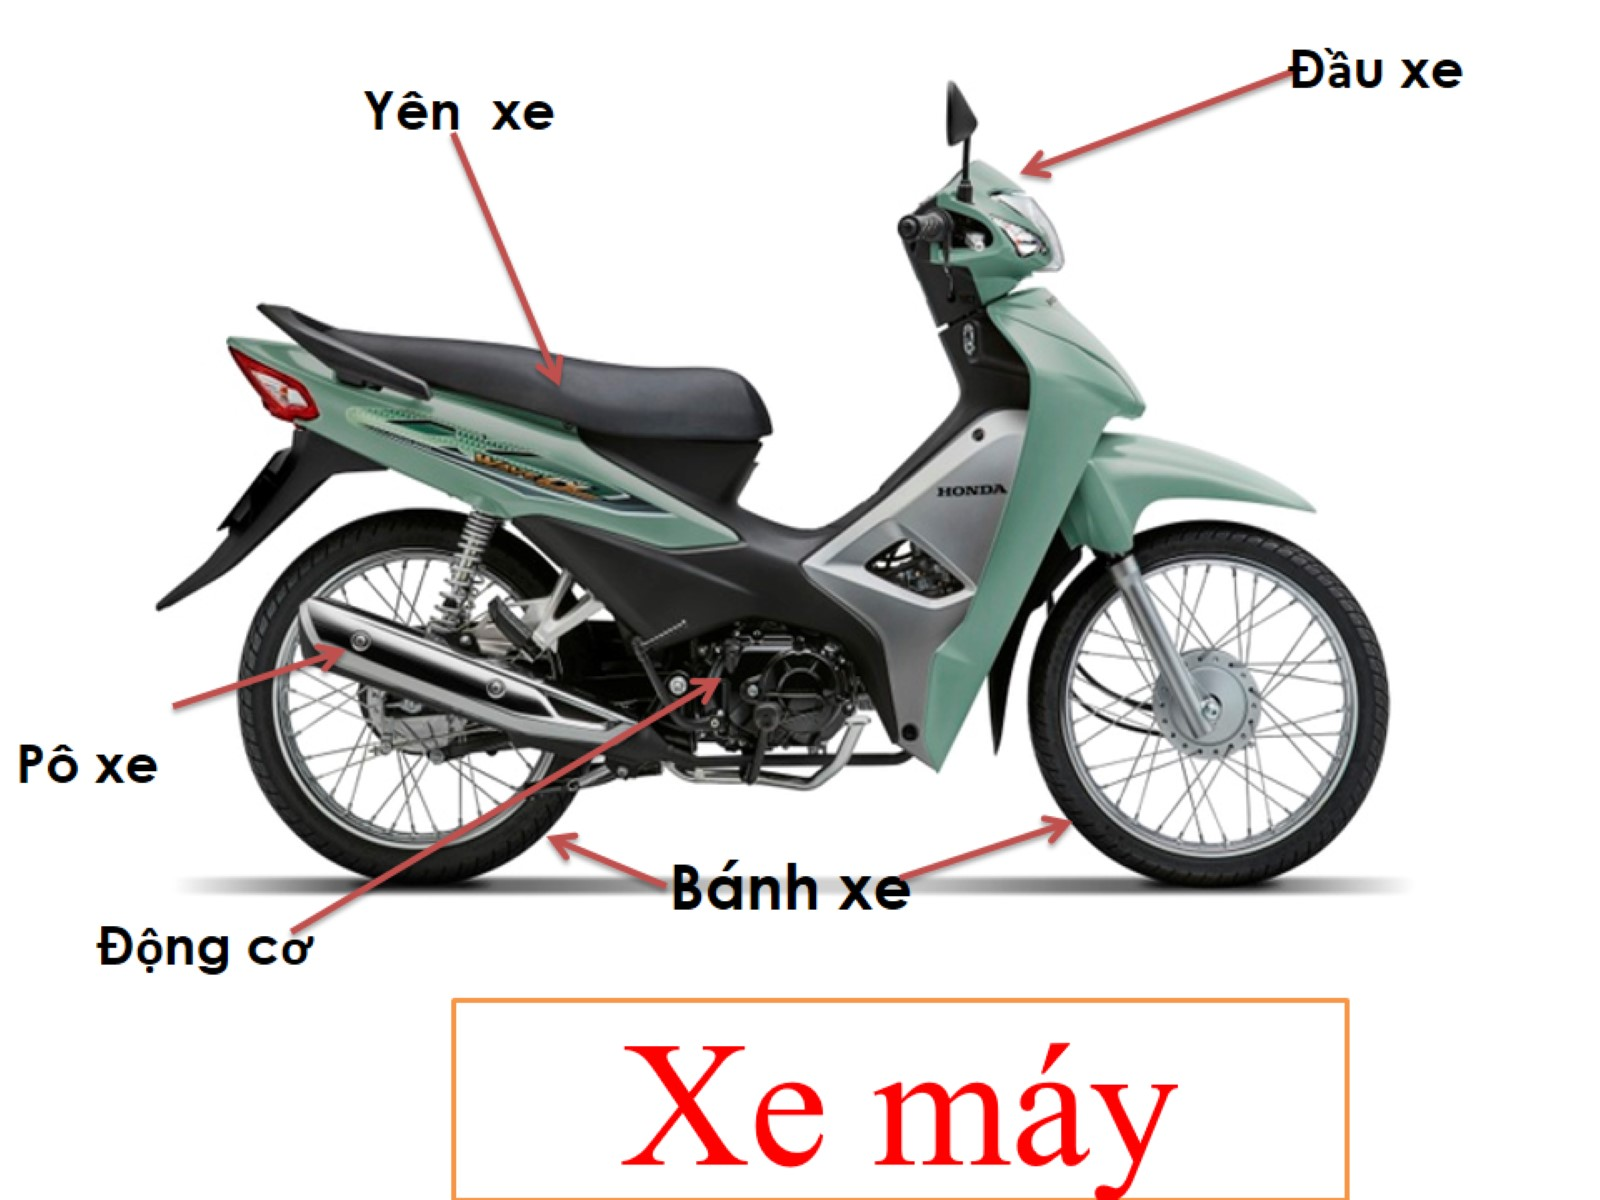 Đầu xe
Yên xe
HONDA
Pô xe
Bánh xe
Động cơ
Xe máy